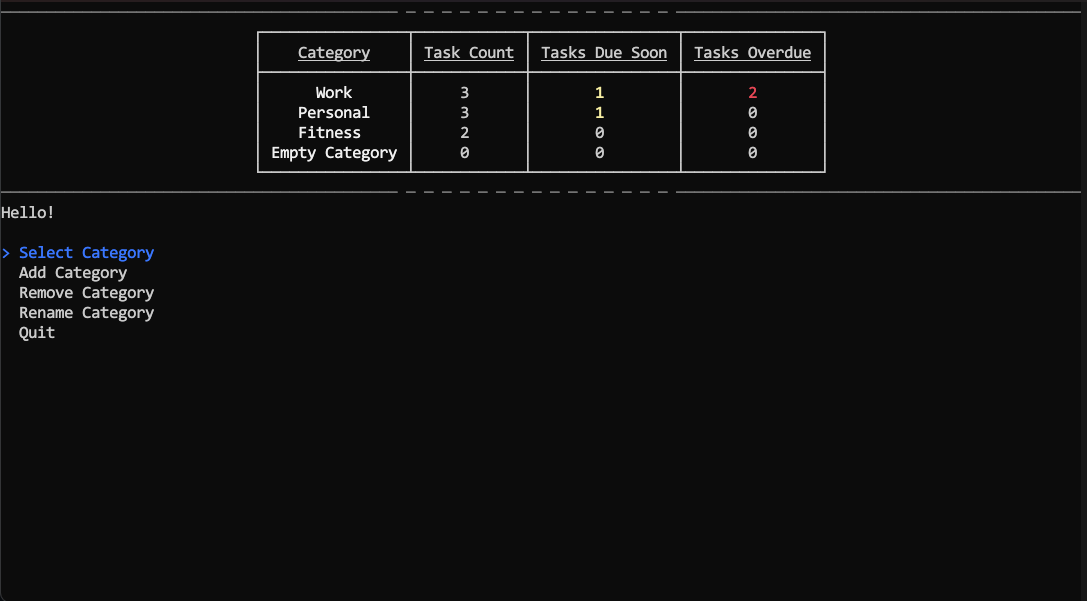 Category Task Count Tasks Due Soon Tasks Overdue
Work 3 1 2
Personal 3 1 0
Fitness 2 0 0
Empty Category 0 0 0
Hello!
> Select Category
Add Category
Remove Category
Rename Category
Quit